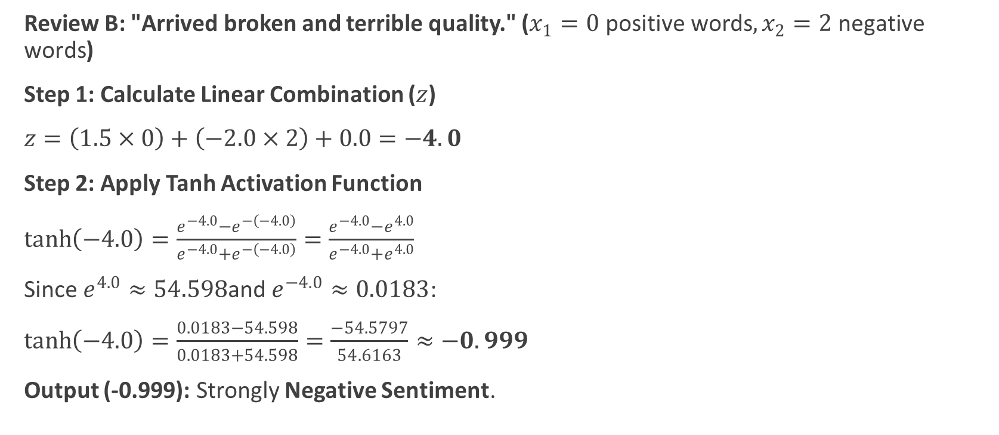 Review B: "Arrived broken and terrible quality." (x₁ = 0 positive words, x₂ = 2 negative
words)
Step 1: Calculate Linear Combination (z)
z = (1.5 × 0) + (−2.0 × 2) + 0.0 = −4.0
Step 2: Apply Tanh Activation Function
tanh(−4.0) = (e^−4.0 − e^−(−4.0))/(e^−4.0 + e^−(−4.0)) = (e^−4.0 − e^4.0)/(e^−4.0 + e^4.0)
Since e^4.0 ≈ 54.598and e^−4.0 ≈ 0.0183:
tanh(−4.0) = (0.0183−54.598)/(0.0183+54.598) = −54.5797/54.6163 ≈ −0.999
Output (-0.999): Strongly Negative Sentiment.